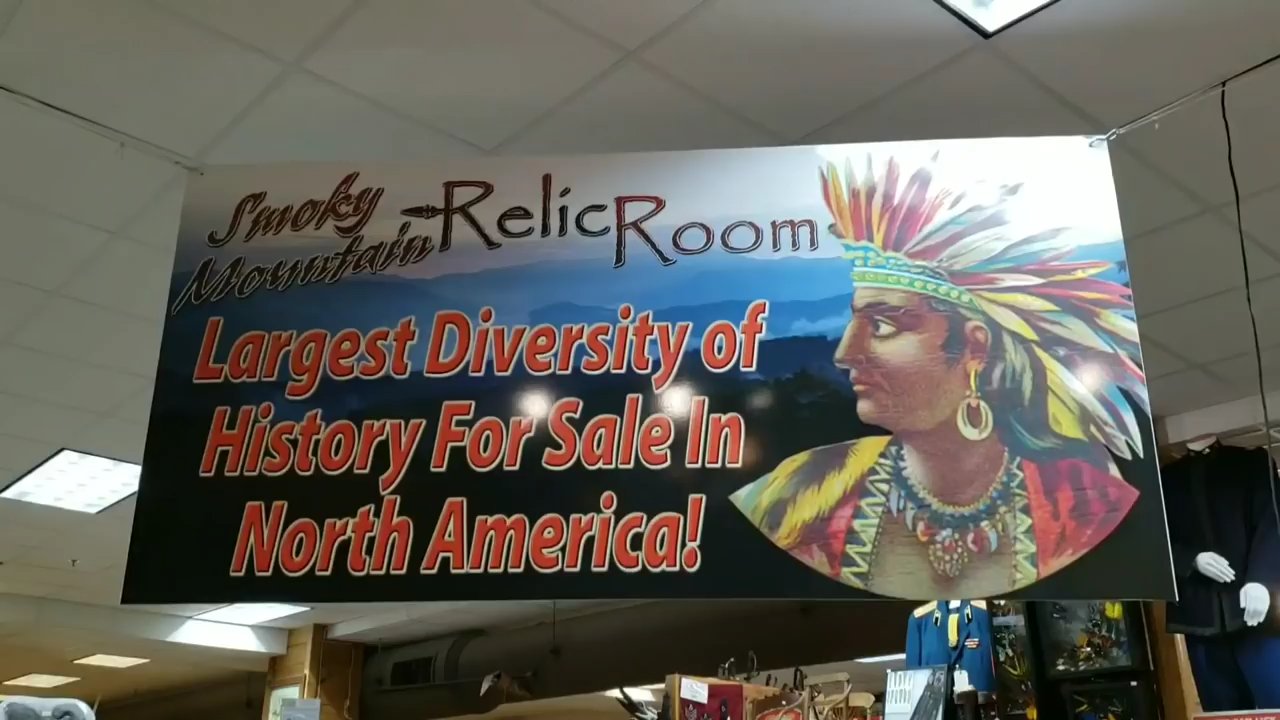 Smoky
Mountain
RelicRoom
Largest Diversity of
History For Sale In
North America!